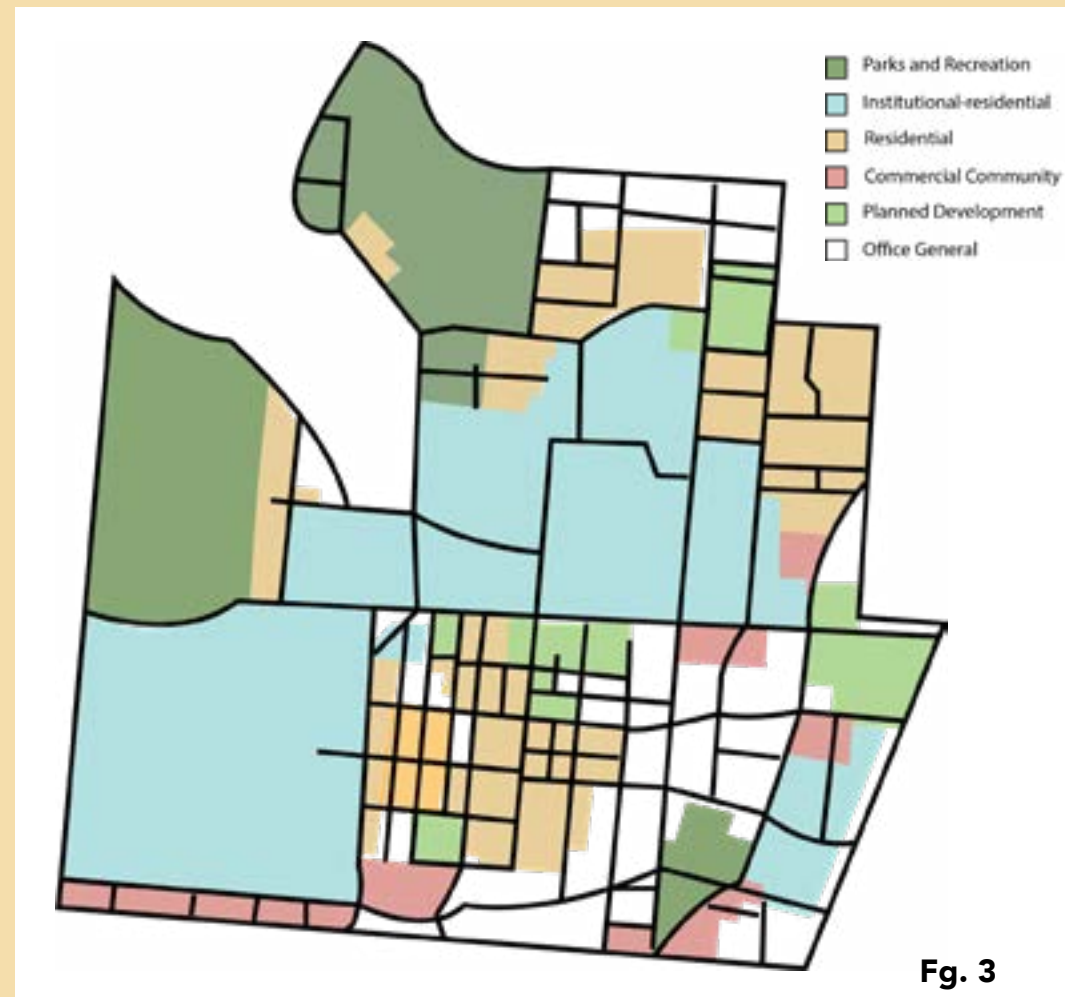 Parks and Recreation
Institutional-residential
Residential
Commercial Community
Planned Development
Office General
Fg. 3